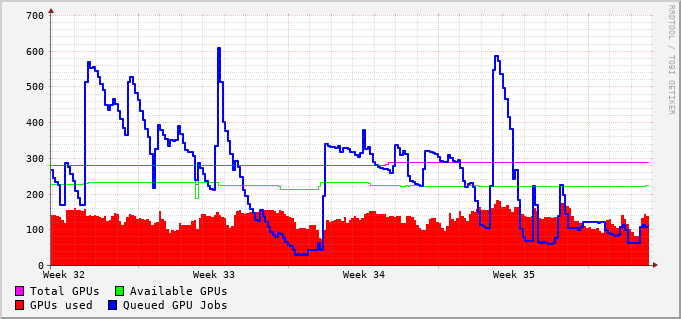 700
600
500
400
300
200
100
0
Week 32 Week 33 Week 34 Week 35
Total GPUs Available GPUs
GPUs used Queued GPU Jobs
RRDTOOL / TOBI OETIKER